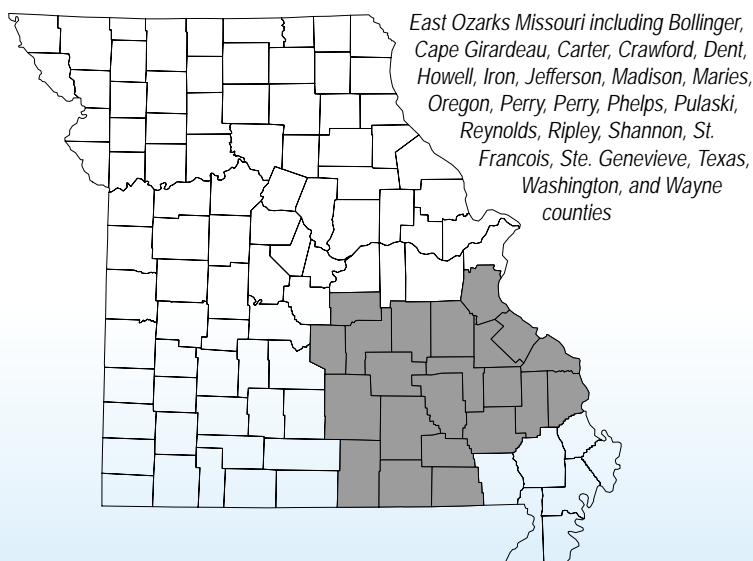 East Ozarks Missouri including Bollinger,
Cape Girardeau, Carter, Crawford, Dent,
Howell, Iron, Jefferson, Madison, Maries,
Oregon, Perry, Perry, Phelps, Pulaski,
Reynolds, Ripley, Shannon, St.
Francois, Ste. Genevieve, Texas,
Washington, and Wayne
counties